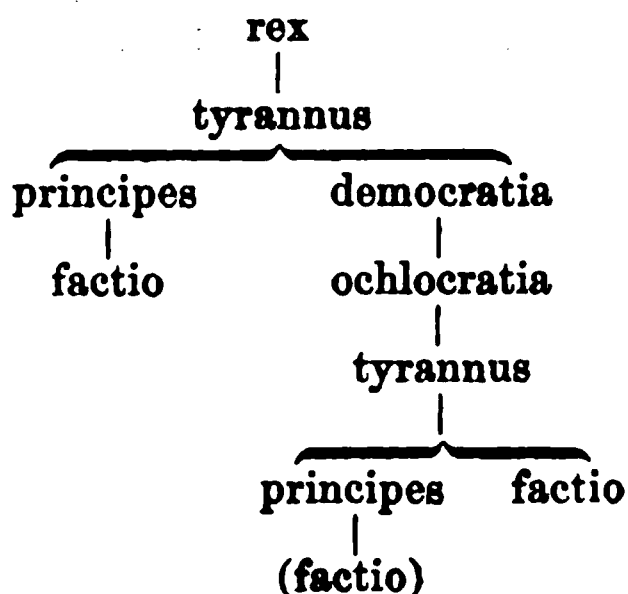 rex
tyrannus
principes democratia
factio ochlocratia
tyrannus
principes factio
(factio)